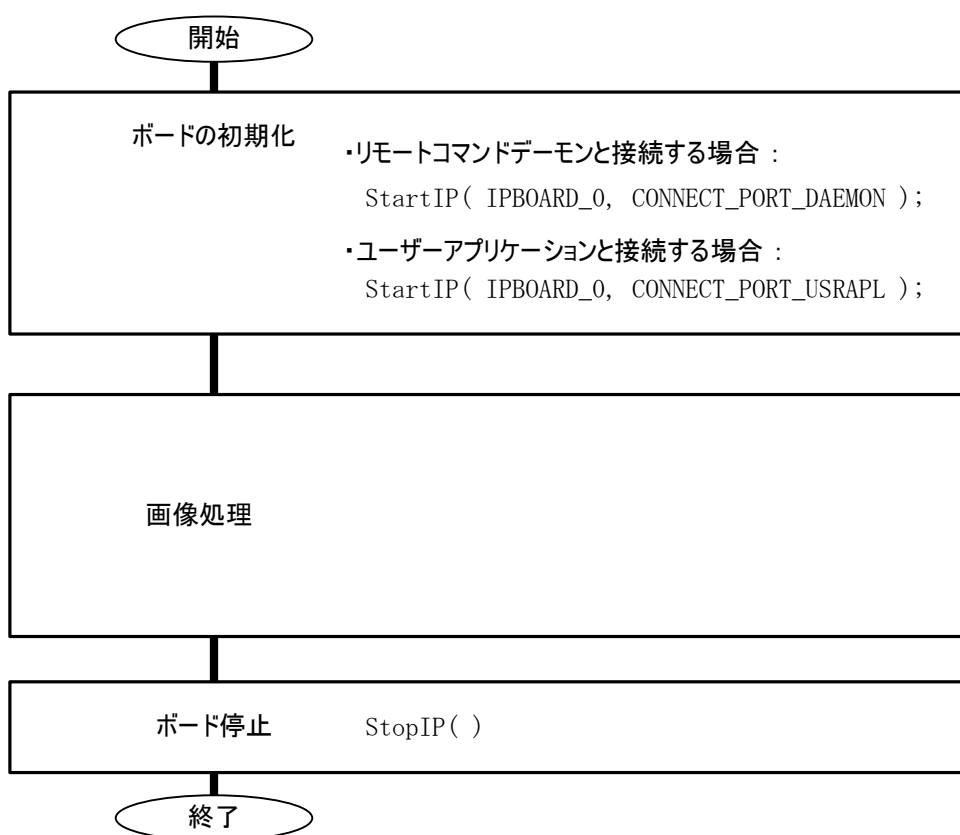 開始
ボードの初期化
・リモートコマンドデーモンと接続する場合 :
StartIP( IPBOARD_0, CONNECT_PORT_DAEMON );
・ユーザーアプリケーションと接続する場合 :
StartIP( IPBOARD_0, CONNECT_PORT_USRAPL );
画像処理
ボード停止 StopIP( )
終了